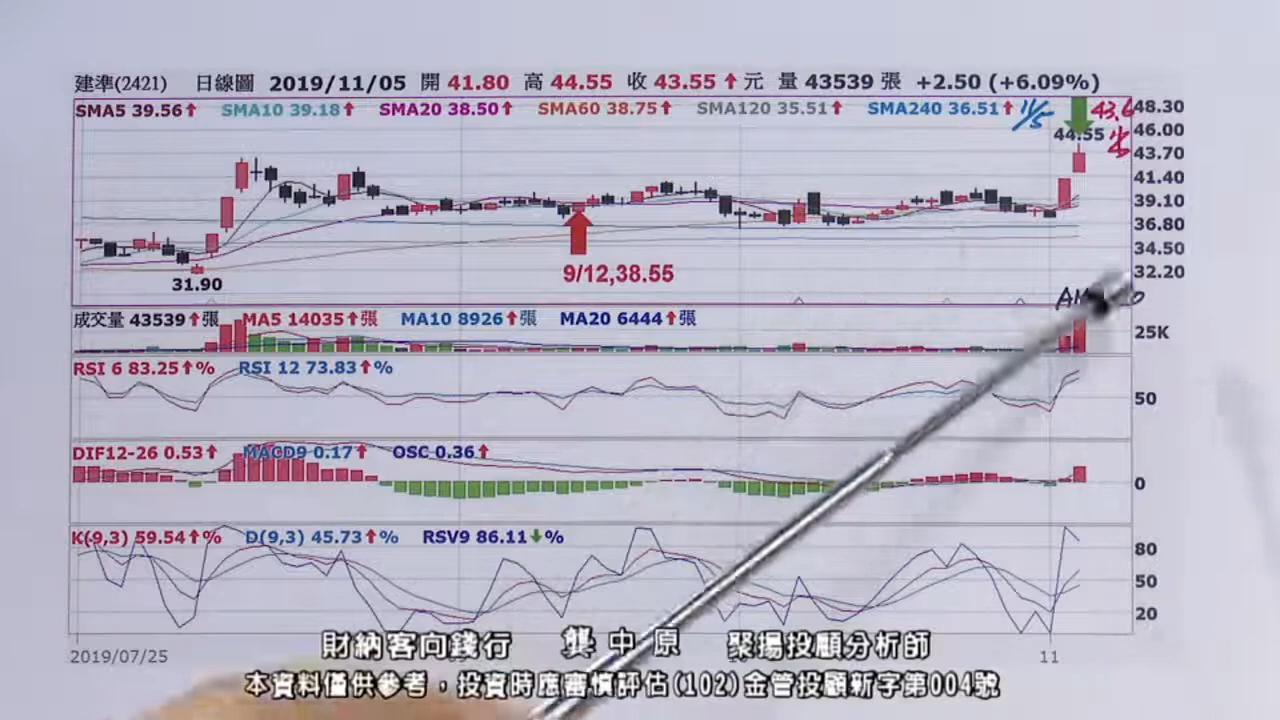 建準(2421) 日線圖 2019/11/05 開 41.80 高 44.55 收 43.55↑元 量 43539 張 +2.50 (+6.09%)
SMA5 39.56↑ SMA10 39.18↑ SMA20 38.50↑ SMA60 38.75↑ SMA120 35.51↑ SMA240 36.51↑ 11/5 43.6
48.30
46.00
44.55
43.70
41.40
39.10
36.80
34.50
32.20
9/12,38.55
31.90
成交量 43539↑張 MA5 14035↑張 MA10 8926↑張 MA20 6444↑張
25K
RSI 6 83.25↑% RSI 12 73.83↑%
50
DIF12-26 0.53↑ MACD9 0.17↑ OSC 0.36↑
0
K(9,3) 59.54↑% D(9,3) 45.73↑% RSV9 86.11↓%
80
50
20
2019/07/25 11
財納客向錢行 龔中原 聚揚投顧分析師
本資料僅供參考，投資時應審慎評估(102)金管投顧新字第004號